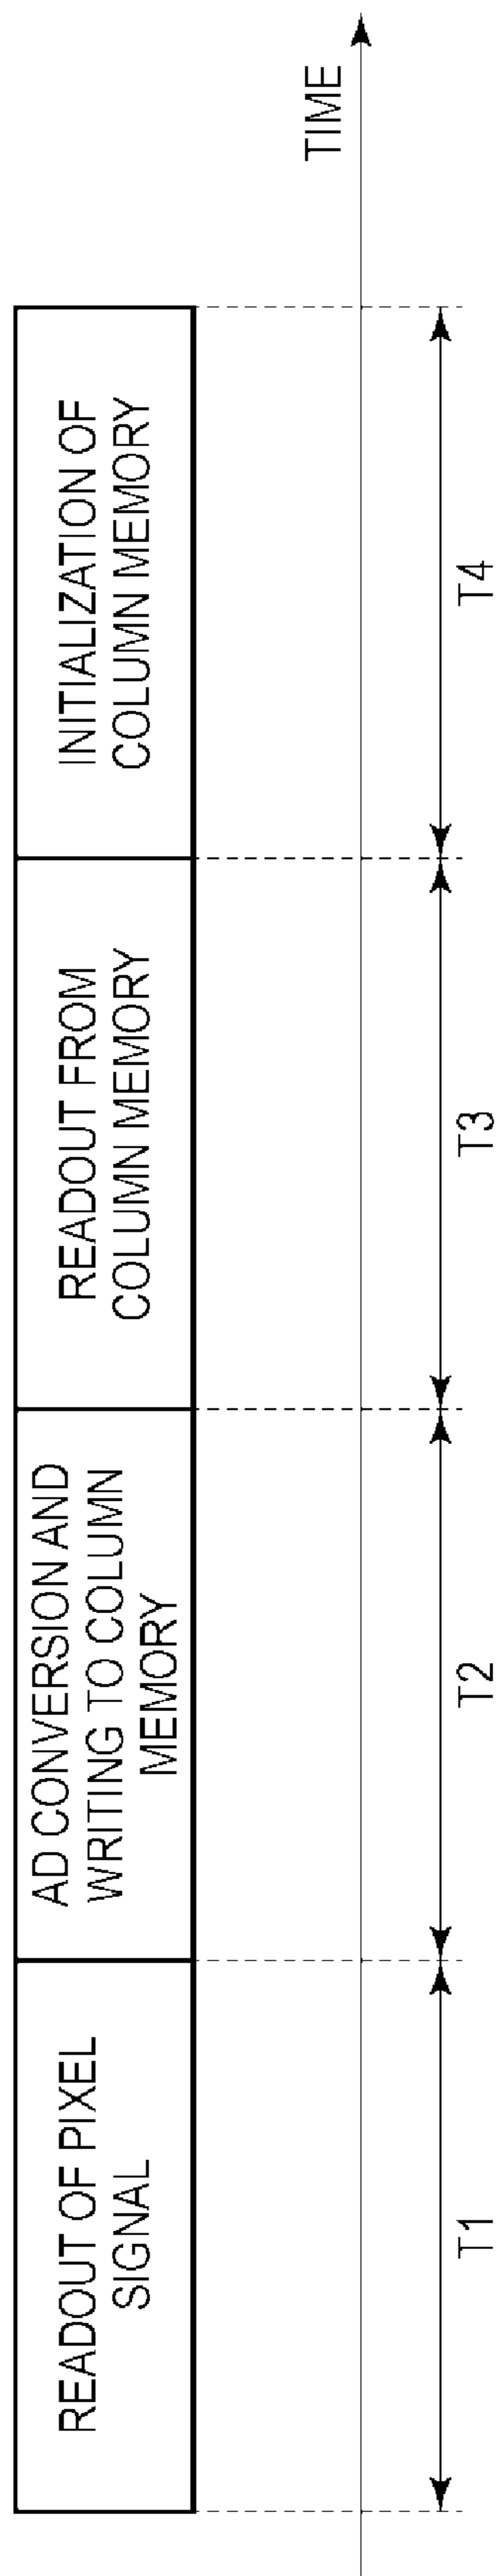 READOUT OF PIXEL
SIGNAL
AD CONVERSION AND
WRITING TO COLUMN
MEMORY
READOUT FROM
COLUMN MEMORY
INITIALIZATION OF
COLUMN MEMORY
TIME
T1
T2
T3
T4